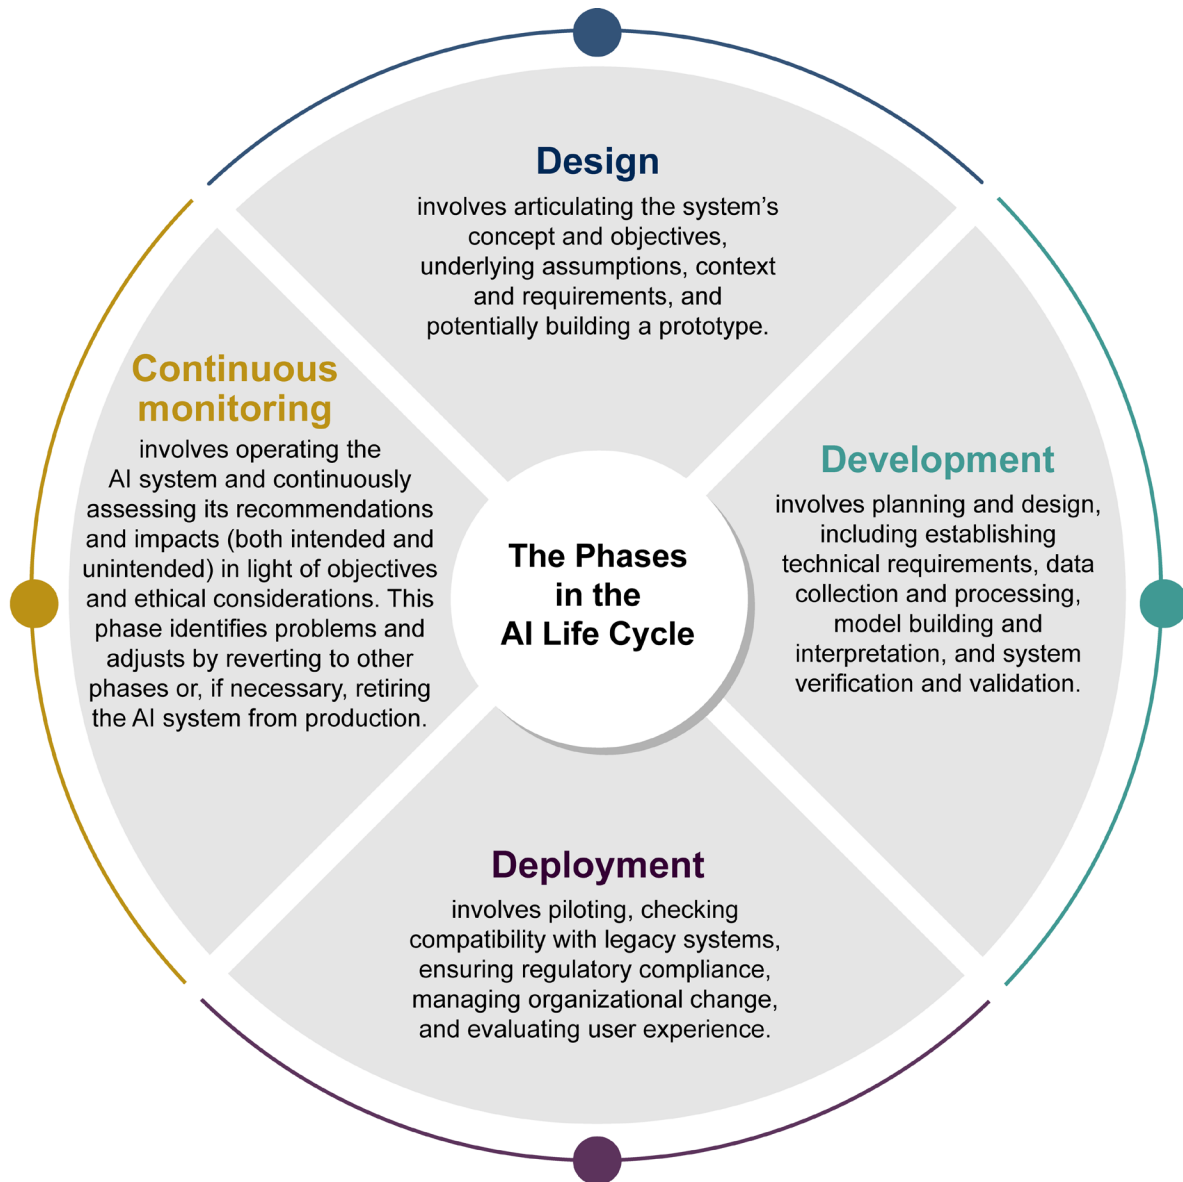 Design
involves articulating the system’s
concept and objectives,
underlying assumptions, context
and requirements, and
potentially building a prototype.
Continuous
monitoring
involves operating the
AI system and continuously
assessing its recommendations
and impacts (both intended and
unintended) in light of objectives
and ethical considerations. This
phase identifies problems and
adjusts by reverting to other
phases or, if necessary, retiring
the AI system from production.
The Phases
in the
AI Life Cycle
Development
involves planning and design,
including establishing
technical requirements, data
collection and processing,
model building and
interpretation, and system
verification and validation.
Deployment
involves piloting, checking
compatibility with legacy systems,
ensuring regulatory compliance,
managing organizational change,
and evaluating user experience.